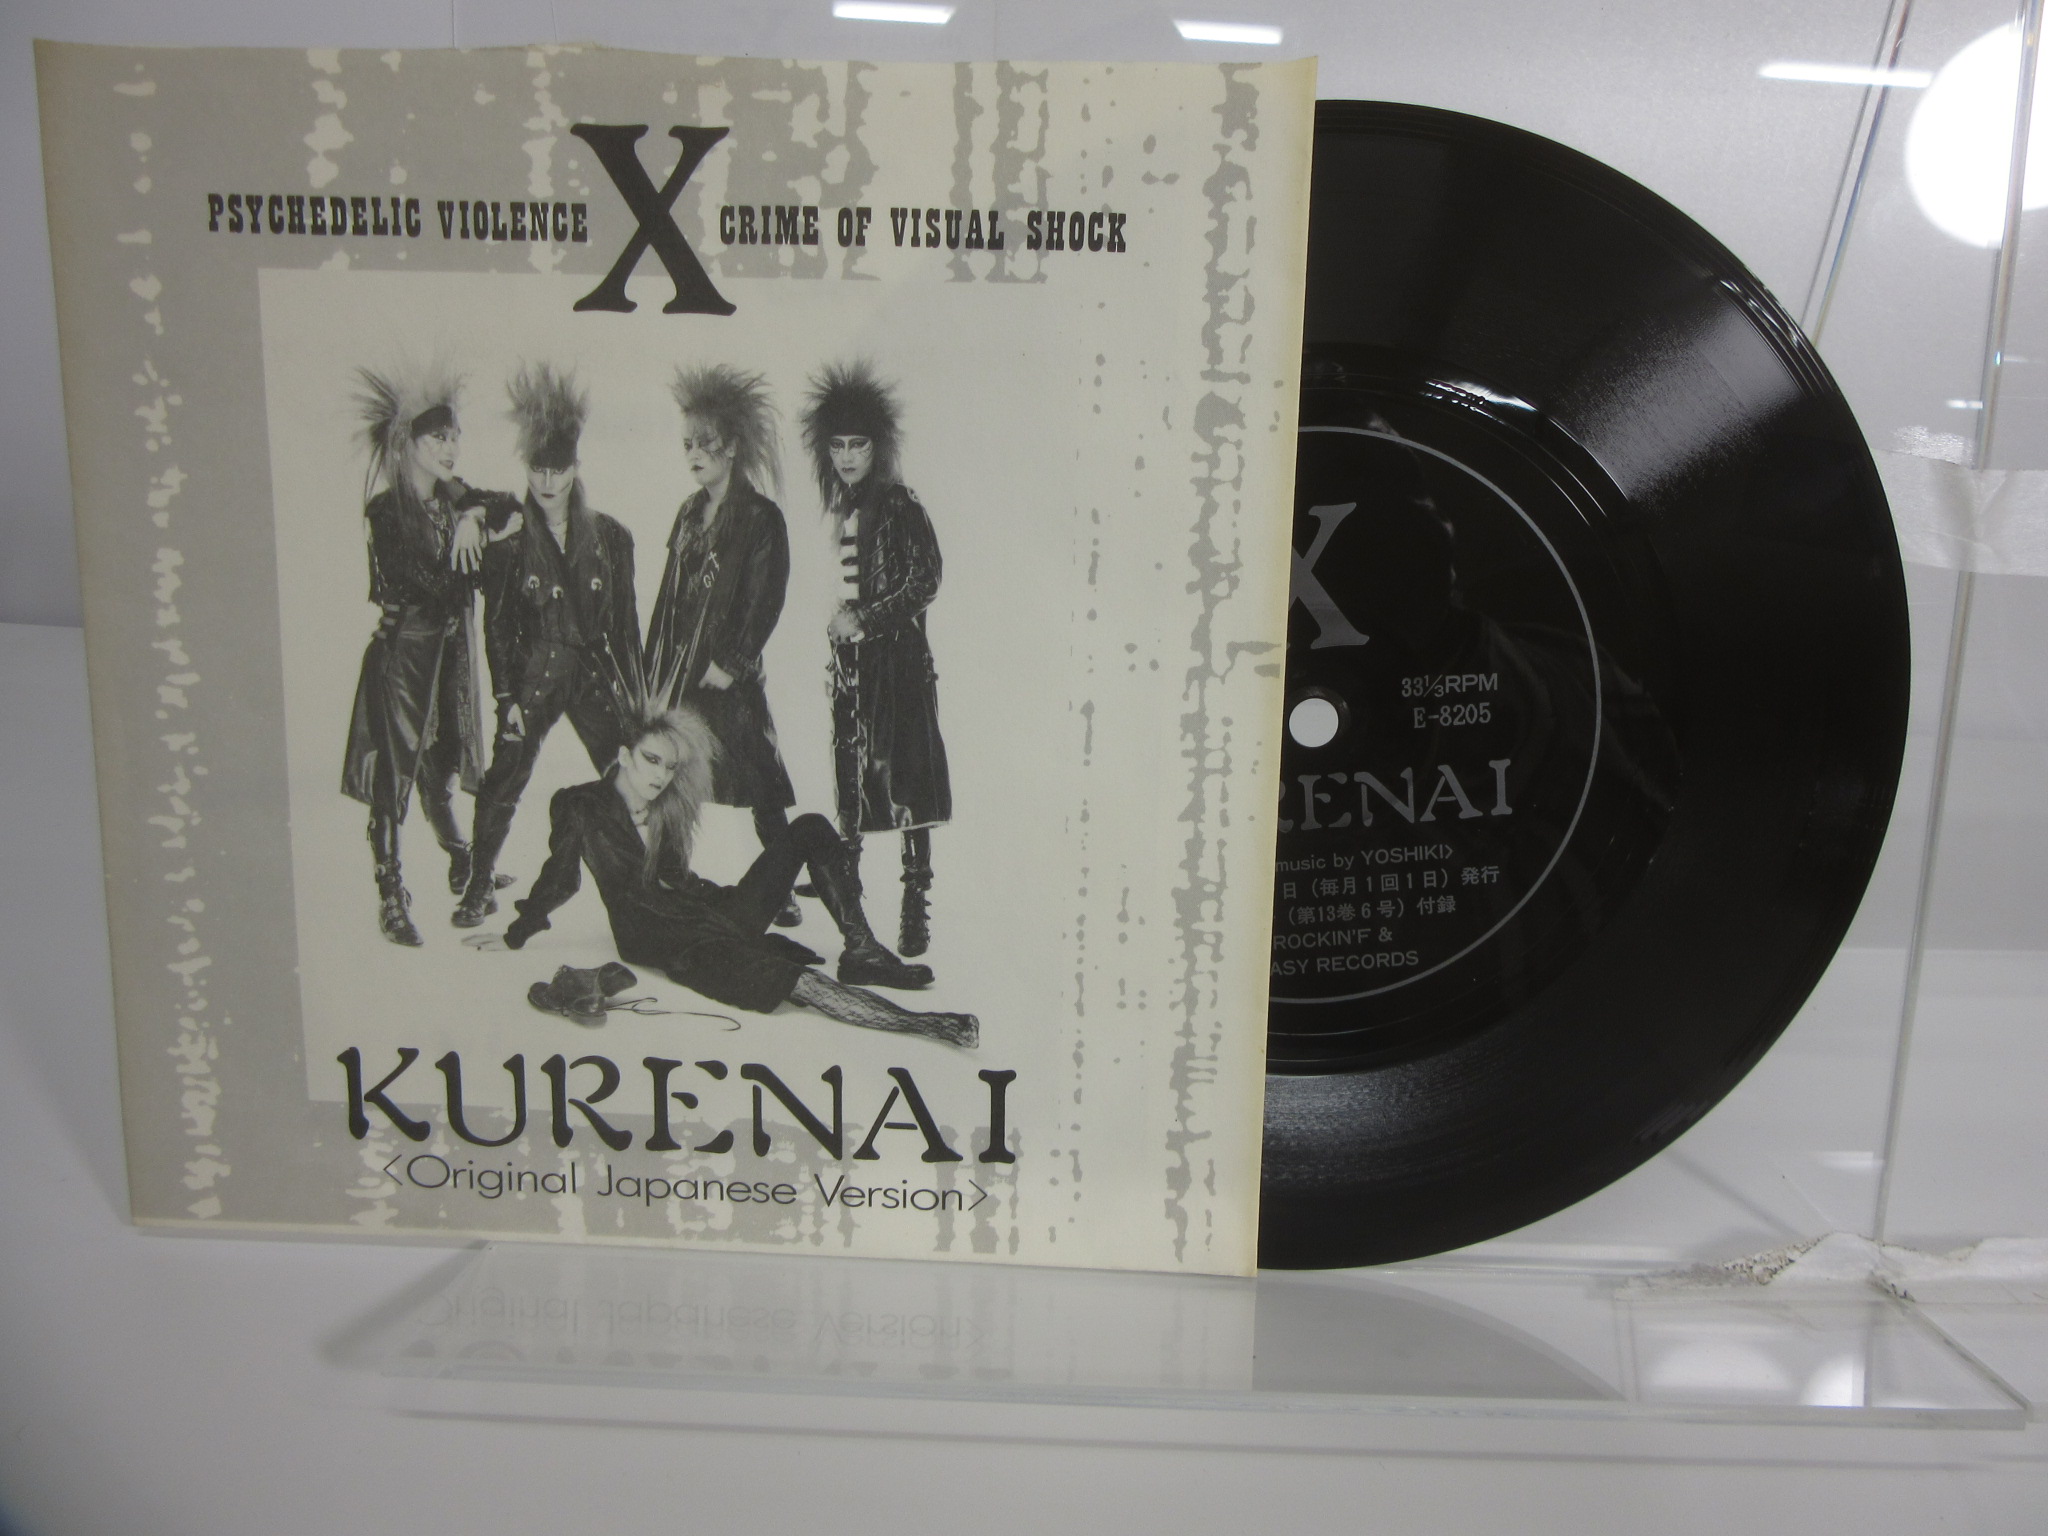 PSYCHEDELIC VIOLENCE X CRIME OF VISUAL SHOCK
KURENAI
<Original Japanese Version>
X
33⅓RPM
E-8205
RENAI
music by YOSHIKI>
日(毎月1回1日)発行
(第13巻6号)付録
ROCKIN'F &
ASY RECORDS